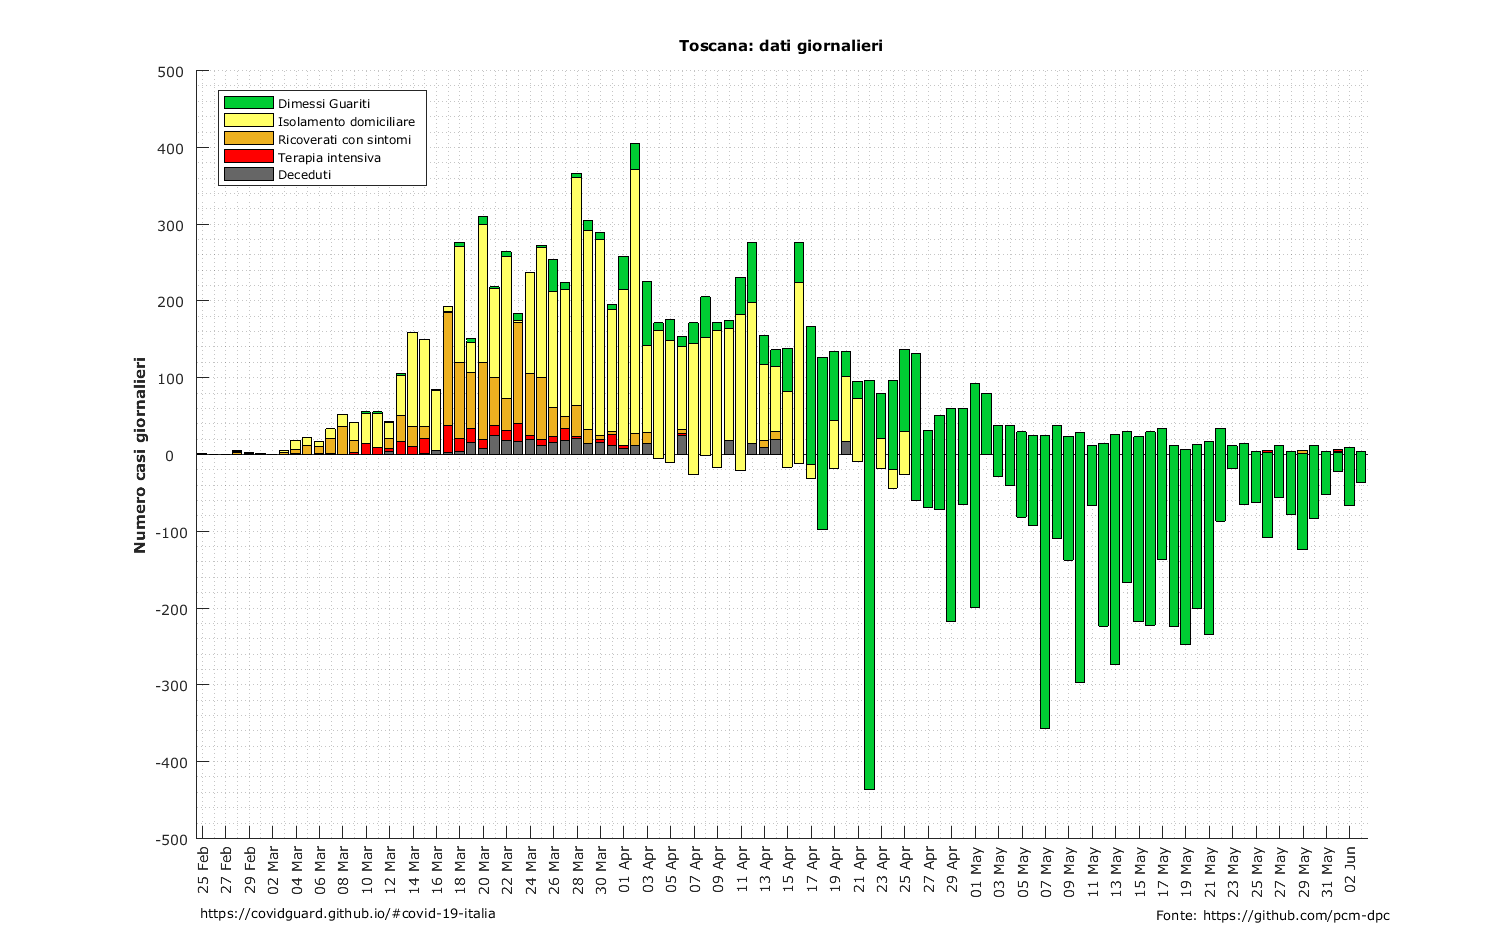 Toscana: dati giornalieri
500
400
300
200
100
0
-100
-200
-300
-400
-500
Numero casi giornalieri
Dimessi Guariti
Isolamento domiciliare
Ricoverati con sintomi
Terapia intensiva
Deceduti
25 Feb
27 Feb
29 Feb
02 Mar
04 Mar
06 Mar
08 Mar
10 Mar
12 Mar
14 Mar
16 Mar
18 Mar
20 Mar
22 Mar
24 Mar
26 Mar
28 Mar
30 Mar
01 Apr
03 Apr
05 Apr
07 Apr
09 Apr
11 Apr
13 Apr
15 Apr
17 Apr
19 Apr
21 Apr
23 Apr
25 Apr
27 Apr
29 Apr
01 May
03 May
05 May
07 May
09 May
11 May
13 May
15 May
17 May
19 May
21 May
23 May
25 May
27 May
29 May
31 May
02 Jun
https://covidguard.github.io/#covid-19-italia
Fonte: https://github.com/pcm-dpc